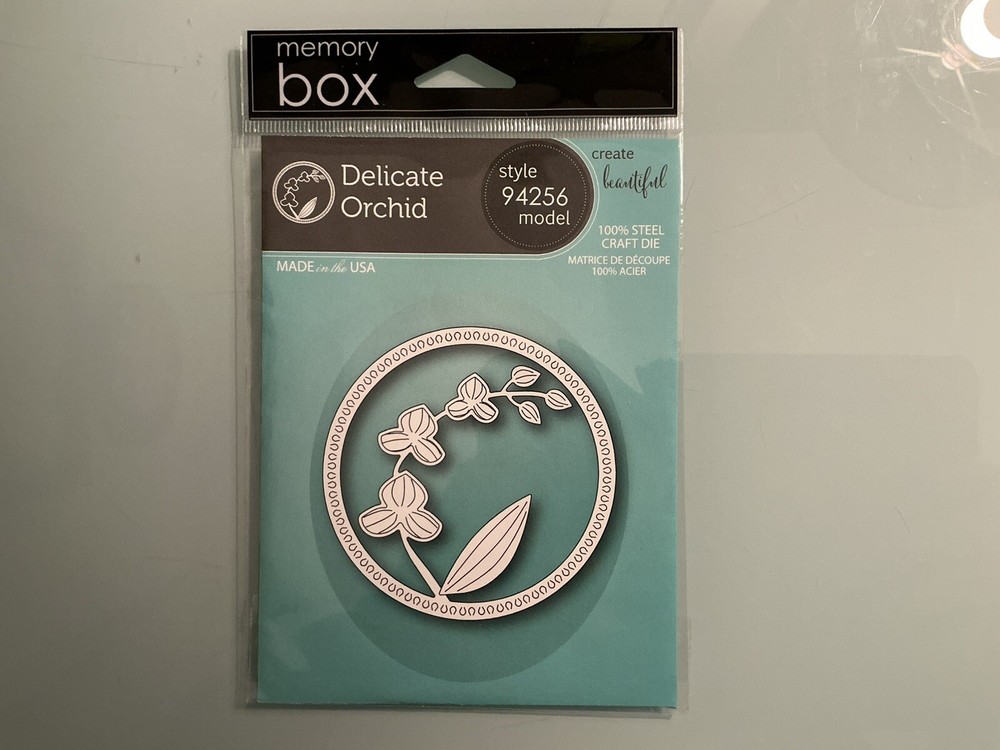 memory
box
Delicate
Orchid
style
94256
model
create
beautiful
100% STEEL
CRAFT DIE
MATRICE DE DÉCOUPE
100% ACIER
MADE in the USA